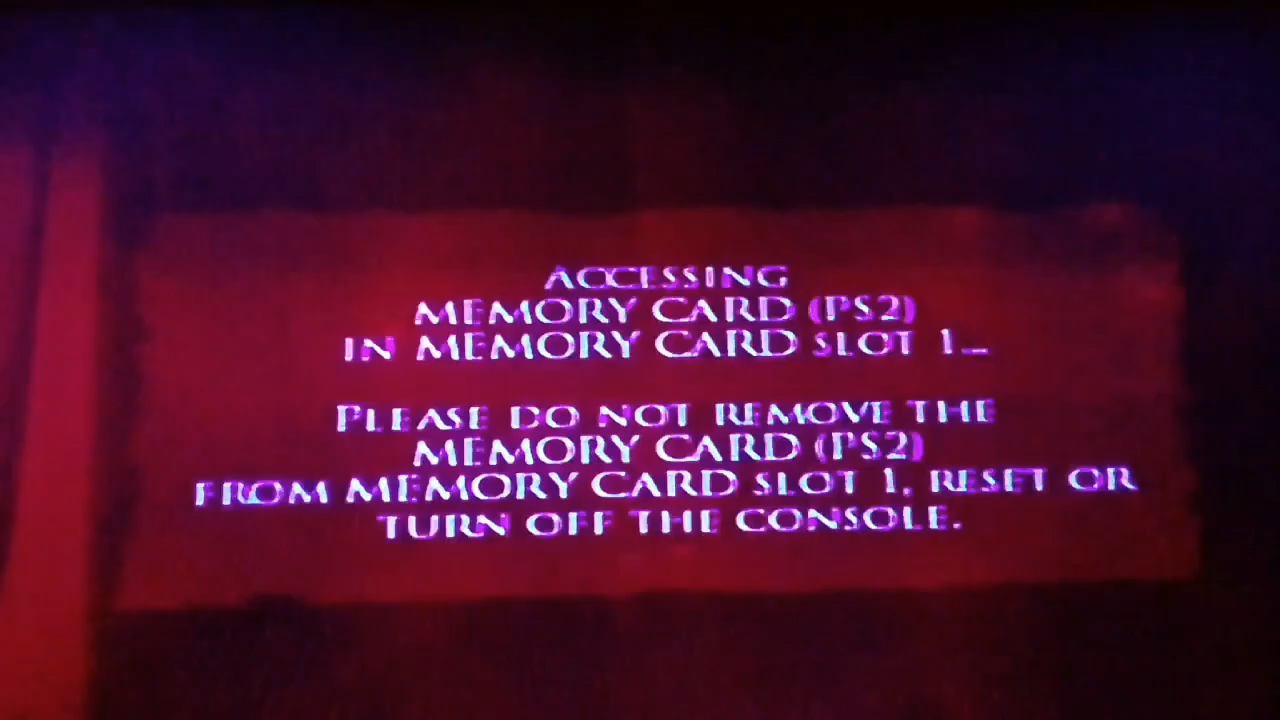 ACCESSING
MEMORY CARD (PS2)
IN MEMORY CARD SLOT 1...
PLEASE DO NOT REMOVE THE
MEMORY CARD (PS2)
FROM MEMORY CARD SLOT 1, RESET OR
TURN OFF THE CONSOLE.